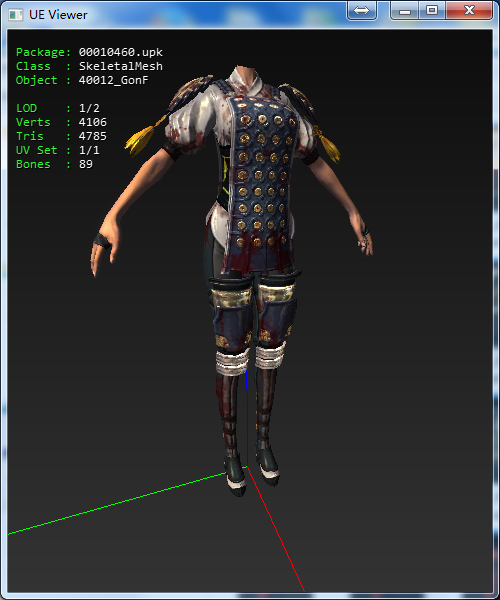 UE Viewer
Package: 00010460.upk
Class : SkeletalMesh
Object : 40012_GonF
LOD : 1/2
Verts : 4106
Tris : 4785
UV Set : 1/1
Bones : 89